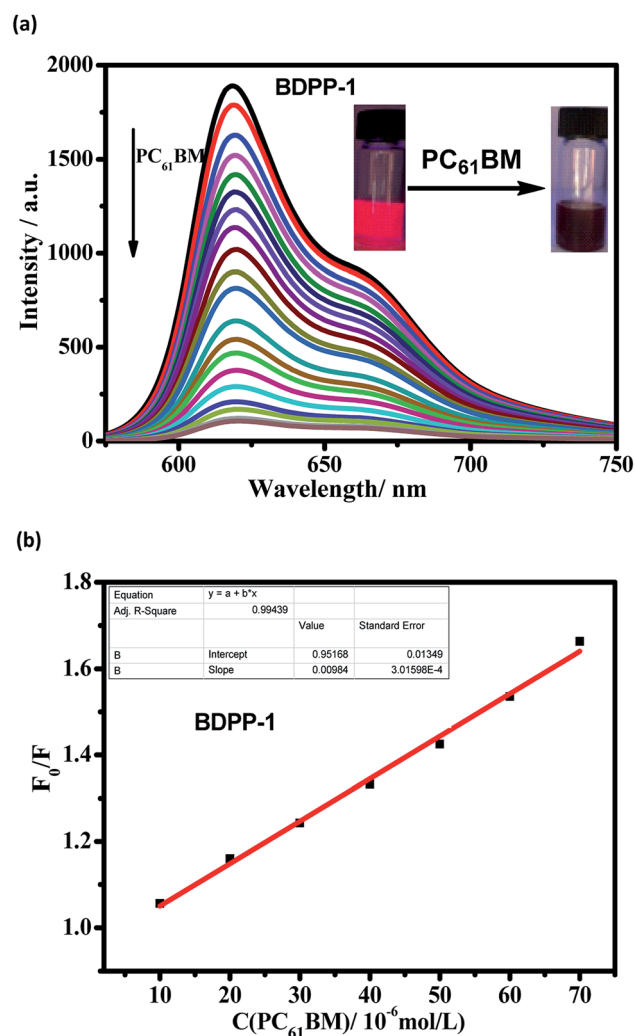 (a)
2000
1500
1000
500
0
Intensity / a.u.
PC61BM
BDPP-1
PC61BM
600 650 700 750
Wavelength/ nm
(b)
1.8
1.6
1.4
1.2
1.0
F0/F
Equation y = a + b*x
Adj. R-Square 0.99439
Value Standard Error
B Intercept 0.95168 0.01349
B Slope 0.00984 3.01598E-4
BDPP-1
10 20 30 40 50 60 70
C(PC61BM)/ 10-6mol/L)